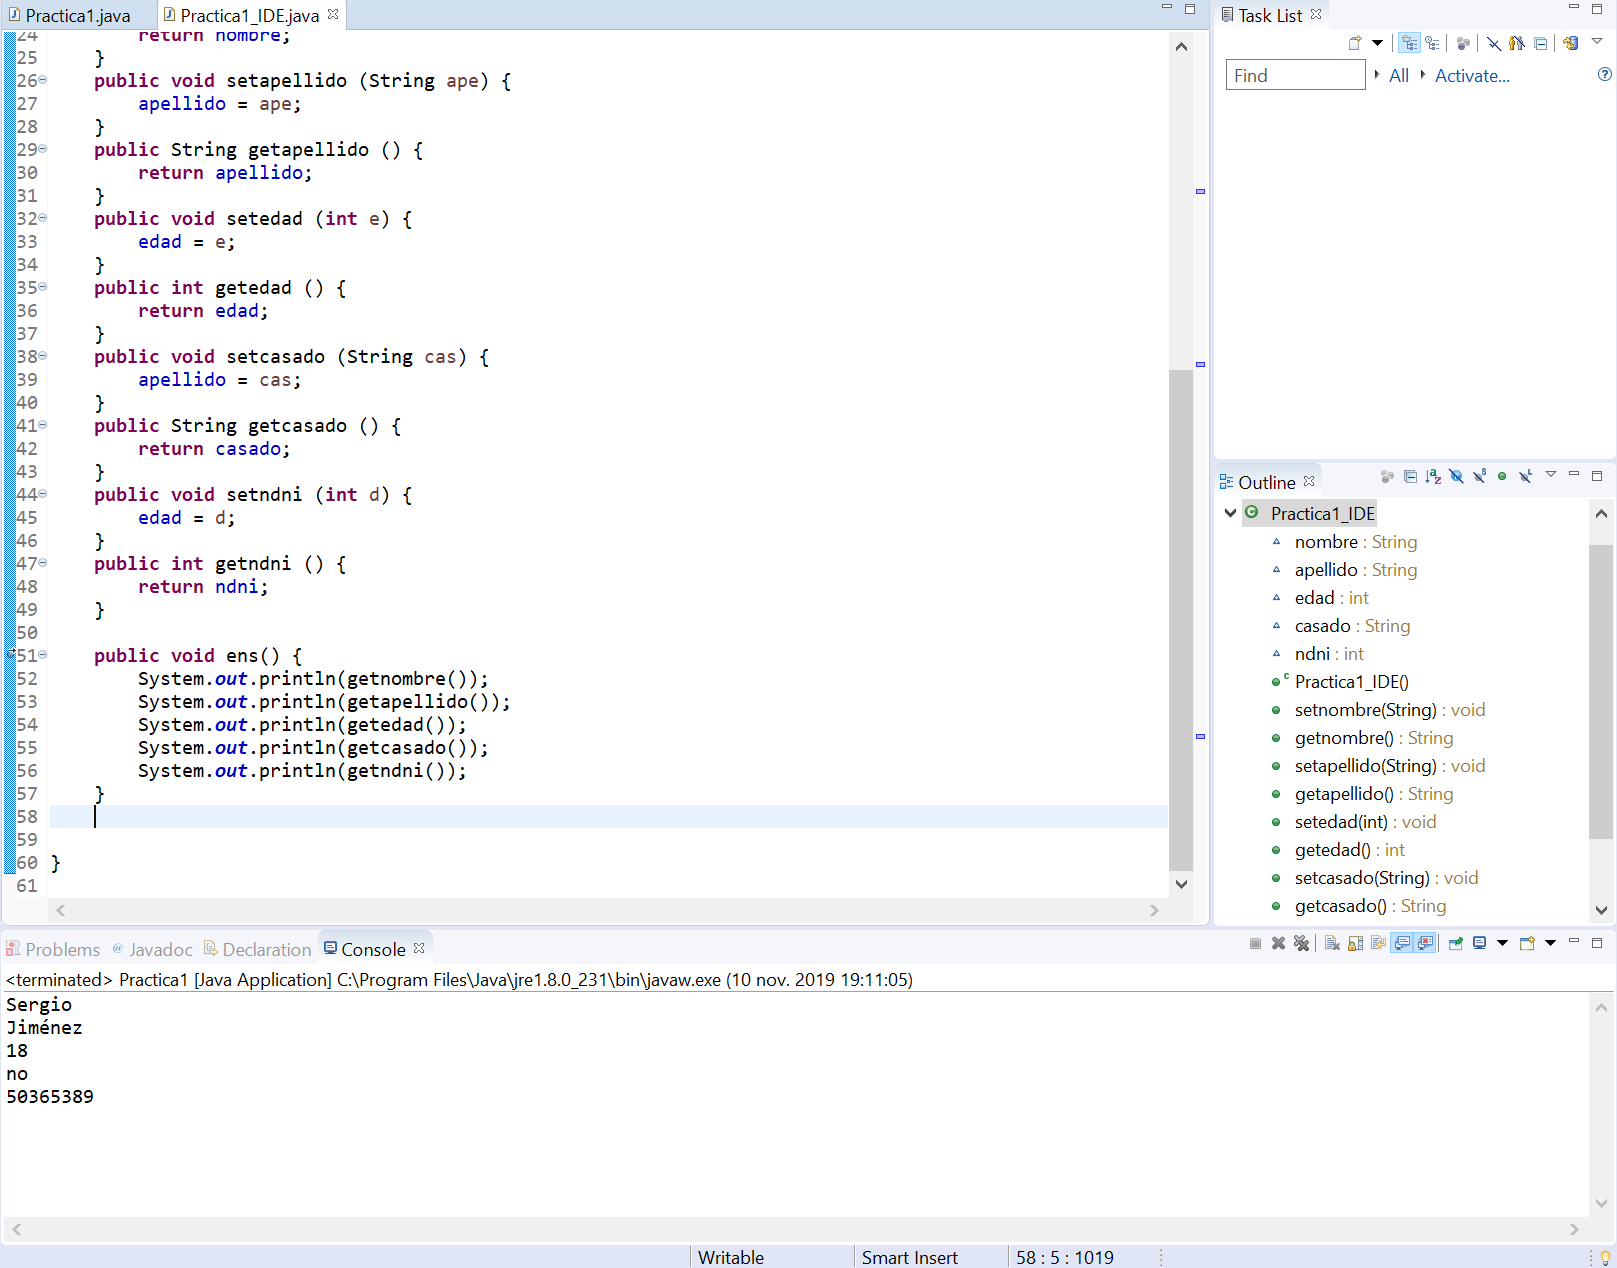 Practica1.java
Practica1_IDE.java
24 return nombre;
25 }
26 public void setapellido (String ape) {
27 apellido = ape;
28 }
29 public String getapellido () {
30 return apellido;
31 }
32 public void setedad (int e) {
33 edad = e;
34 }
35 public int getedad () {
36 return edad;
37 }
38 public void setcasado (String cas) {
39 apellido = cas;
40 }
41 public String getcasado () {
42 return casado;
43 }
44 public void setndni (int d) {
45 edad = d;
46 }
47 public int getndni () {
48 return ndni;
49 }
50
51 public void ens() {
52 System.out.println(getnombre());
53 System.out.println(getapellido());
54 System.out.println(getedad());
55 System.out.println(getcasado());
56 System.out.println(getndni());
57 }
58
59
60 }
61
Task List
Find All Activate...
Outline
Practica1_IDE
nombre : String
apellido : String
edad : int
casado : String
ndni : int
Practica1_IDE()
setnombre(String) : void
getnombre() : String
setapellido(String) : void
getapellido() : String
setedad(int) : void
getedad() : int
setcasado(String) : void
getcasado() : String
Problems @ Javadoc Declaration Console
<terminated> Practica1 [Java Application] C:\Program Files\Java\jre1.8.0_231\bin\javaw.exe (10 nov. 2019 19:11:05)
Sergio
Jiménez
18
no
50365389
Writable Smart Insert 58 : 5 : 1019